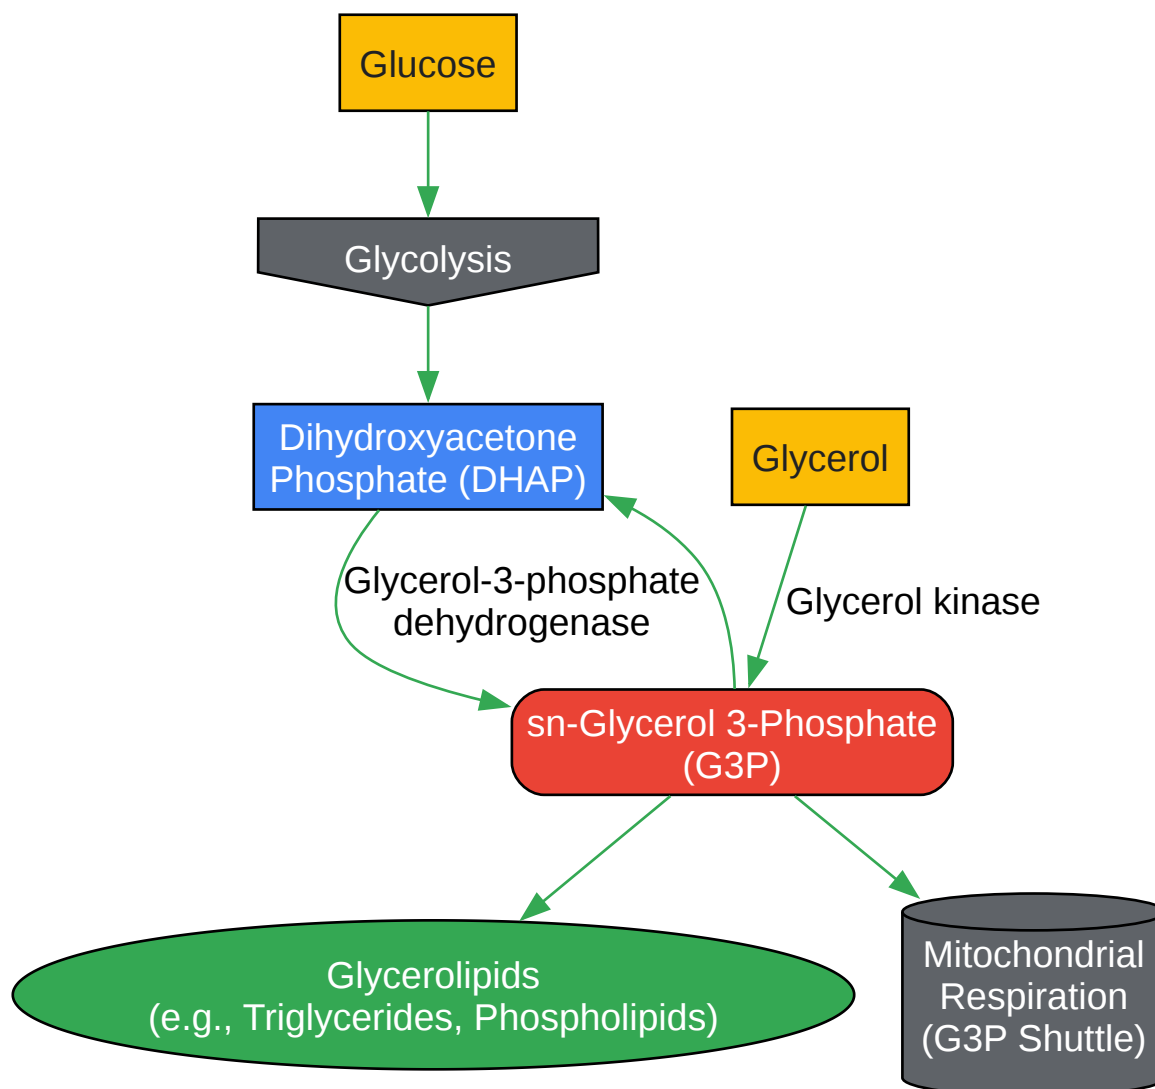 Glucose
Glycolysis
Dihydroxyacetone
Phosphate (DHAP)
Glycerol
Glycerol-3-phosphate
dehydrogenase
Glycerol kinase
sn-Glycerol 3-Phosphate
(G3P)
Glycerolipids
(e.g., Triglycerides, Phospholipids)
Mitochondrial
Respiration
(G3P Shuttle)